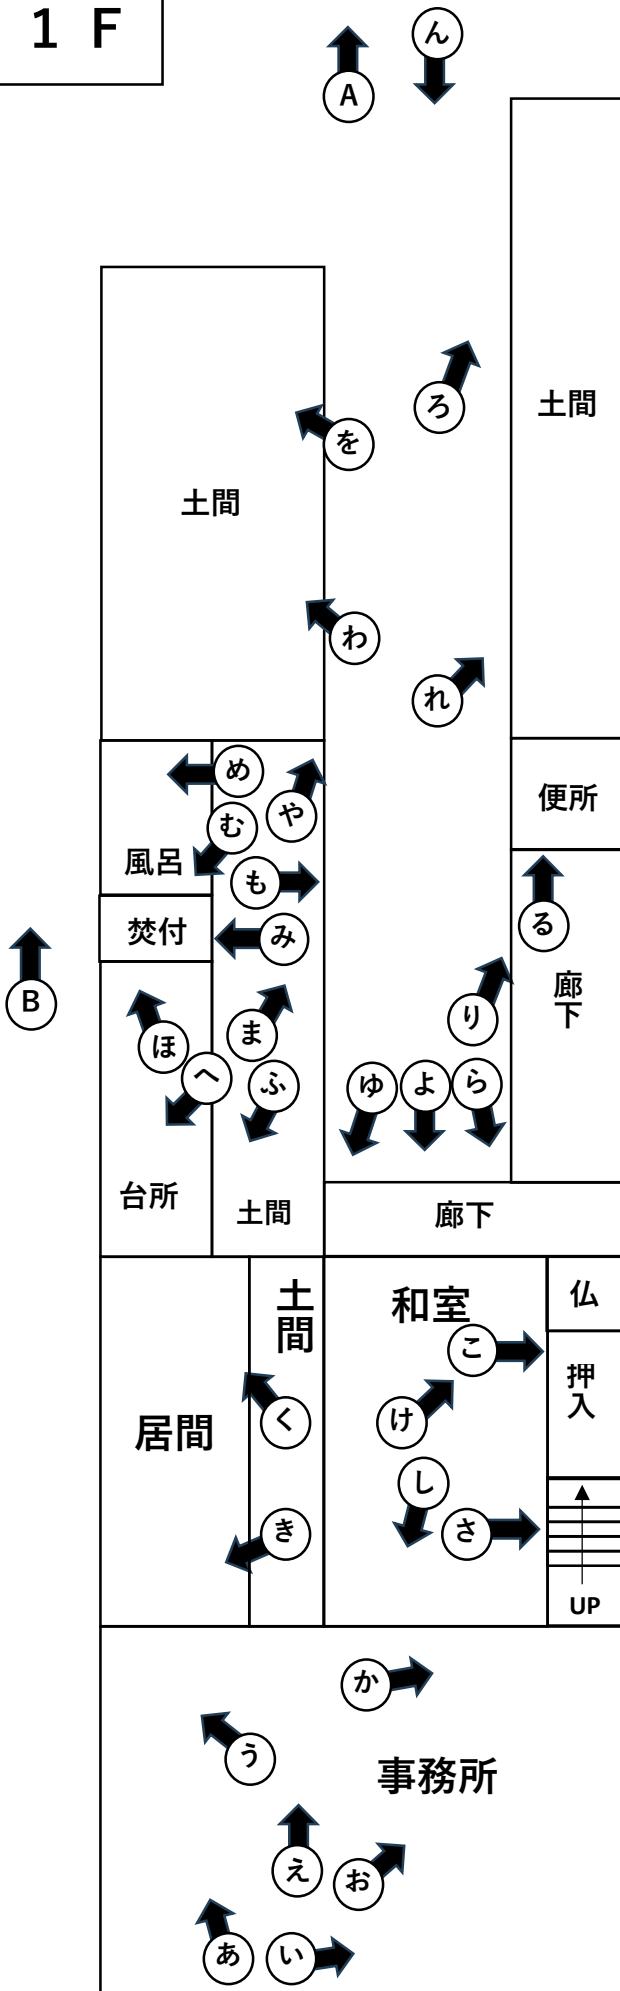 1 F
ん
A
ろ
土間
を
土間
わ
れ
め
便所
や
む
風呂
も
る
焚付
み
B
廊下
り
ま
ほ
へ
ふ
ゆ
よ
ら
台所
土間
廊下
土間
和室
仏
こ
押入
く
け
居間
し
き
さ
UP
か
う
事務所
え
お
あ
い